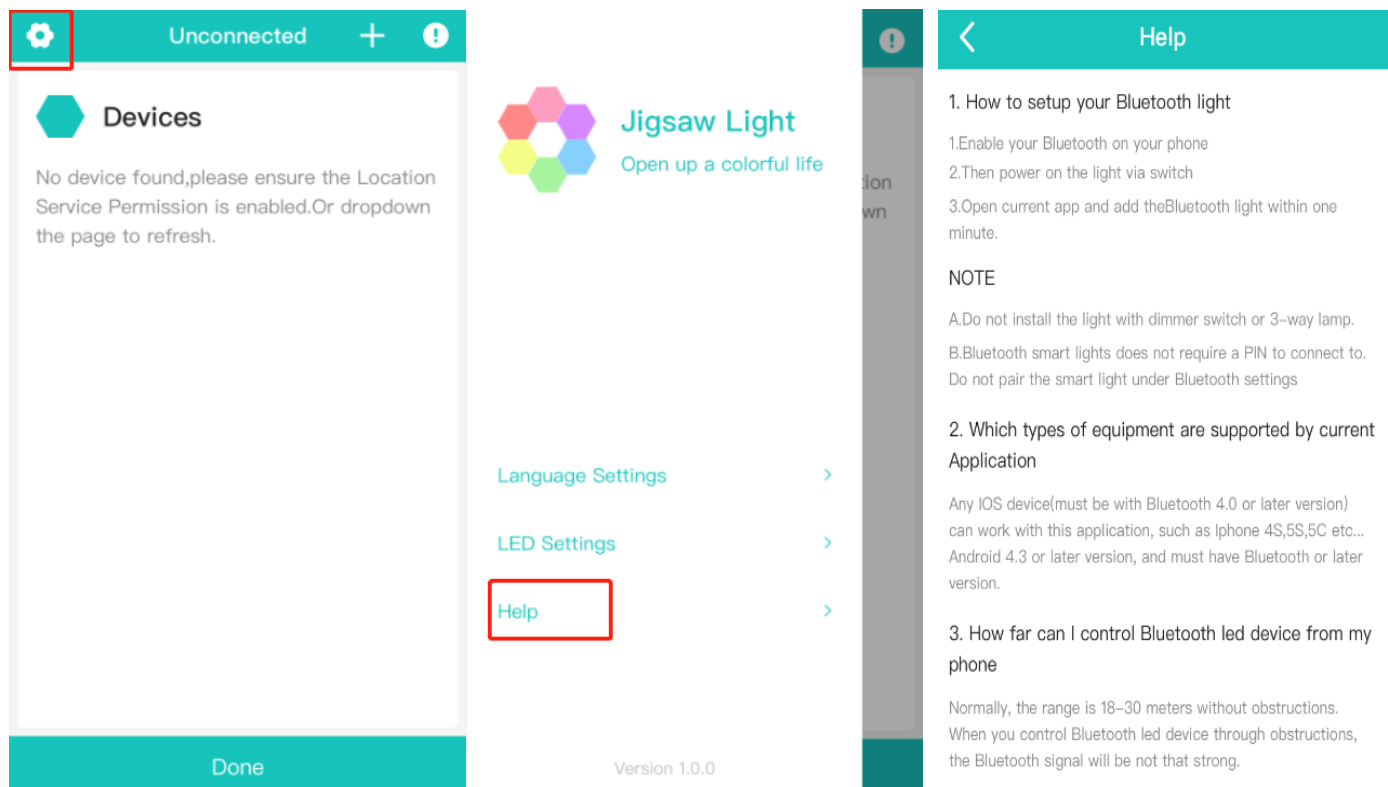 Unconnected
Devices
No device found,please ensure the Location
Service Permission is enabled.Or dropdown
the page to refresh.
Done
Jigsaw Light
Open up a colorful life
Language Settings
LED Settings
Help
Version 1.0.0
tion
wn
Help
1. How to setup your Bluetooth light
1.Enable your Bluetooth on your phone
2.Then power on the light via switch
3.Open current app and add theBluetooth light within one
minute.
NOTE
A.Do not install the light with dimmer switch or 3-way lamp.
B.Bluetooth smart lights does not require a PIN to connect to.
Do not pair the smart light under Bluetooth settings
2. Which types of equipment are supported by current
Application
Any IOS device(must be with Bluetooth 4.0 or later version)
can work with this application, such as Iphone 4S,5S,5C etc...
Android 4.3 or later version, and must have Bluetooth or later
version.
3. How far can I control Bluetooth led device from my
phone
Normally, the range is 18-30 meters without obstructions.
When you control Bluetooth led device through obstructions,
the Bluetooth signal will be not that strong.